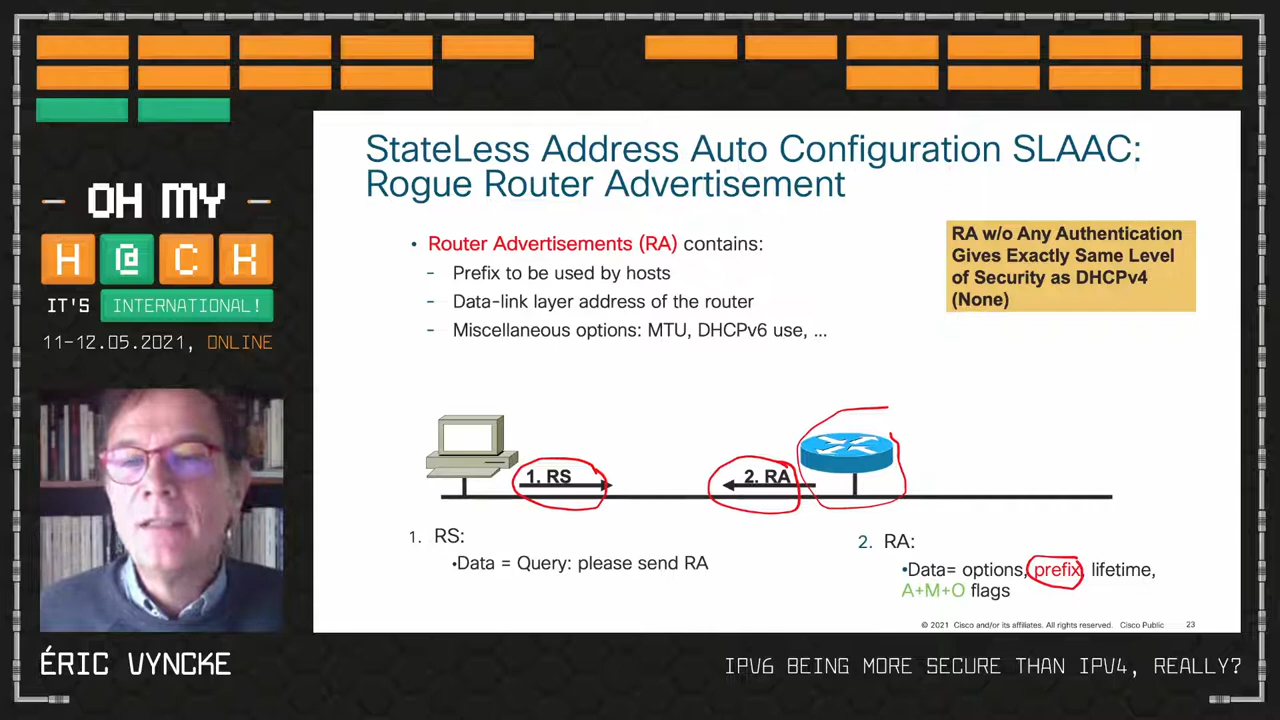 OH MY
H@CK
IT'S INTERNATIONAL!
11-12.05.2021, ONLINE
StateLess Address Auto Configuration SLAAC:
Rogue Router Advertisement
• Router Advertisements (RA) contains:
- Prefix to be used by hosts
- Data-link layer address of the router
- Miscellaneous options: MTU, DHCPv6 use, ...
RA w/o Any Authentication
Gives Exactly Same Level
of Security as DHCPv4
(None)
1. RS
2. RA
1. RS:
•Data = Query: please send RA
2. RA:
•Data= options, prefix, lifetime,
A+M+O flags
© 2021 Cisco and/or its affiliates. All rights reserved. Cisco Public 23
ÉRIC VYNCKE
IPV6 BEING MORE SECURE THAN IPV4, REALLY?